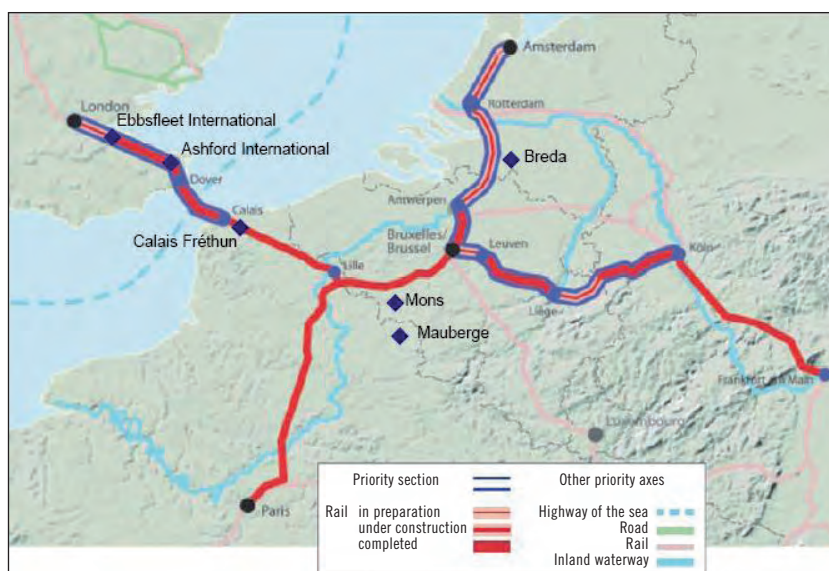 Amsterdam
London
Ebbsfleet International
Rotterdam
Ashford International
Breda
Dover
Antwerpen
Calais
Bruxelles/
Brussel
Leuven
Köln
Calais Fréthun
Lille
Liège
Mons
Mauberge
Frankfurt am Main
Luxembourg
Paris
Priority section
Other priority axes
Rail in preparation
under construction
completed
Highway of the sea
Road
Rail
Inland waterway